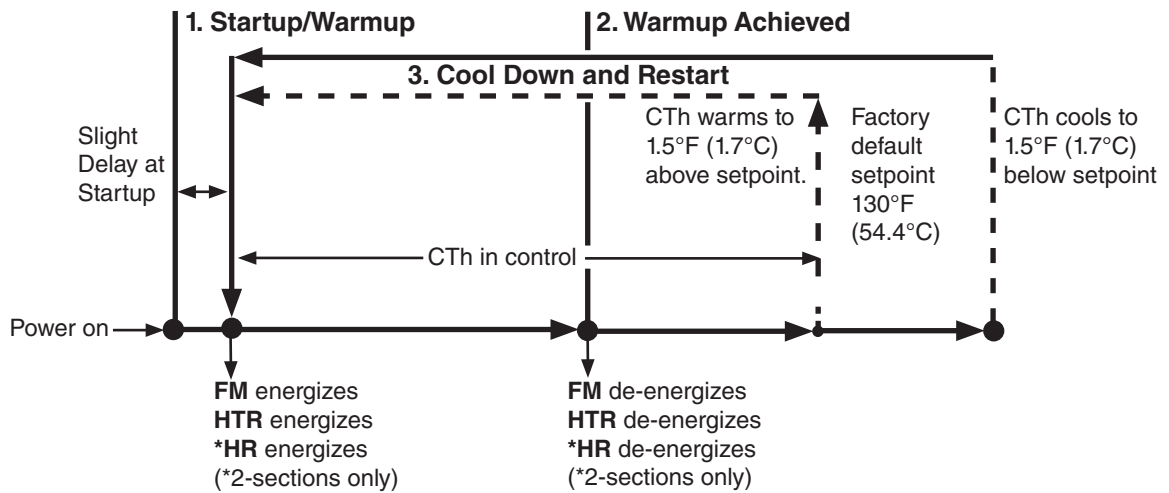 1. Startup/Warmup
2. Warmup Achieved
3. Cool Down and Restart
Slight
Delay at
Startup
CTh warms to
1.5°F (1.7°C)
above setpoint.
Factory
default
setpoint
130°F
(54.4°C)
CTh cools to
1.5°F (1.7°C)
below setpoint
CTh in control
Power on
FM energizes
HTR energizes
*HR energizes
(*2-sections only)
FM de-energizes
HTR de-energizes
*HR de-energizes
(*2-sections only)